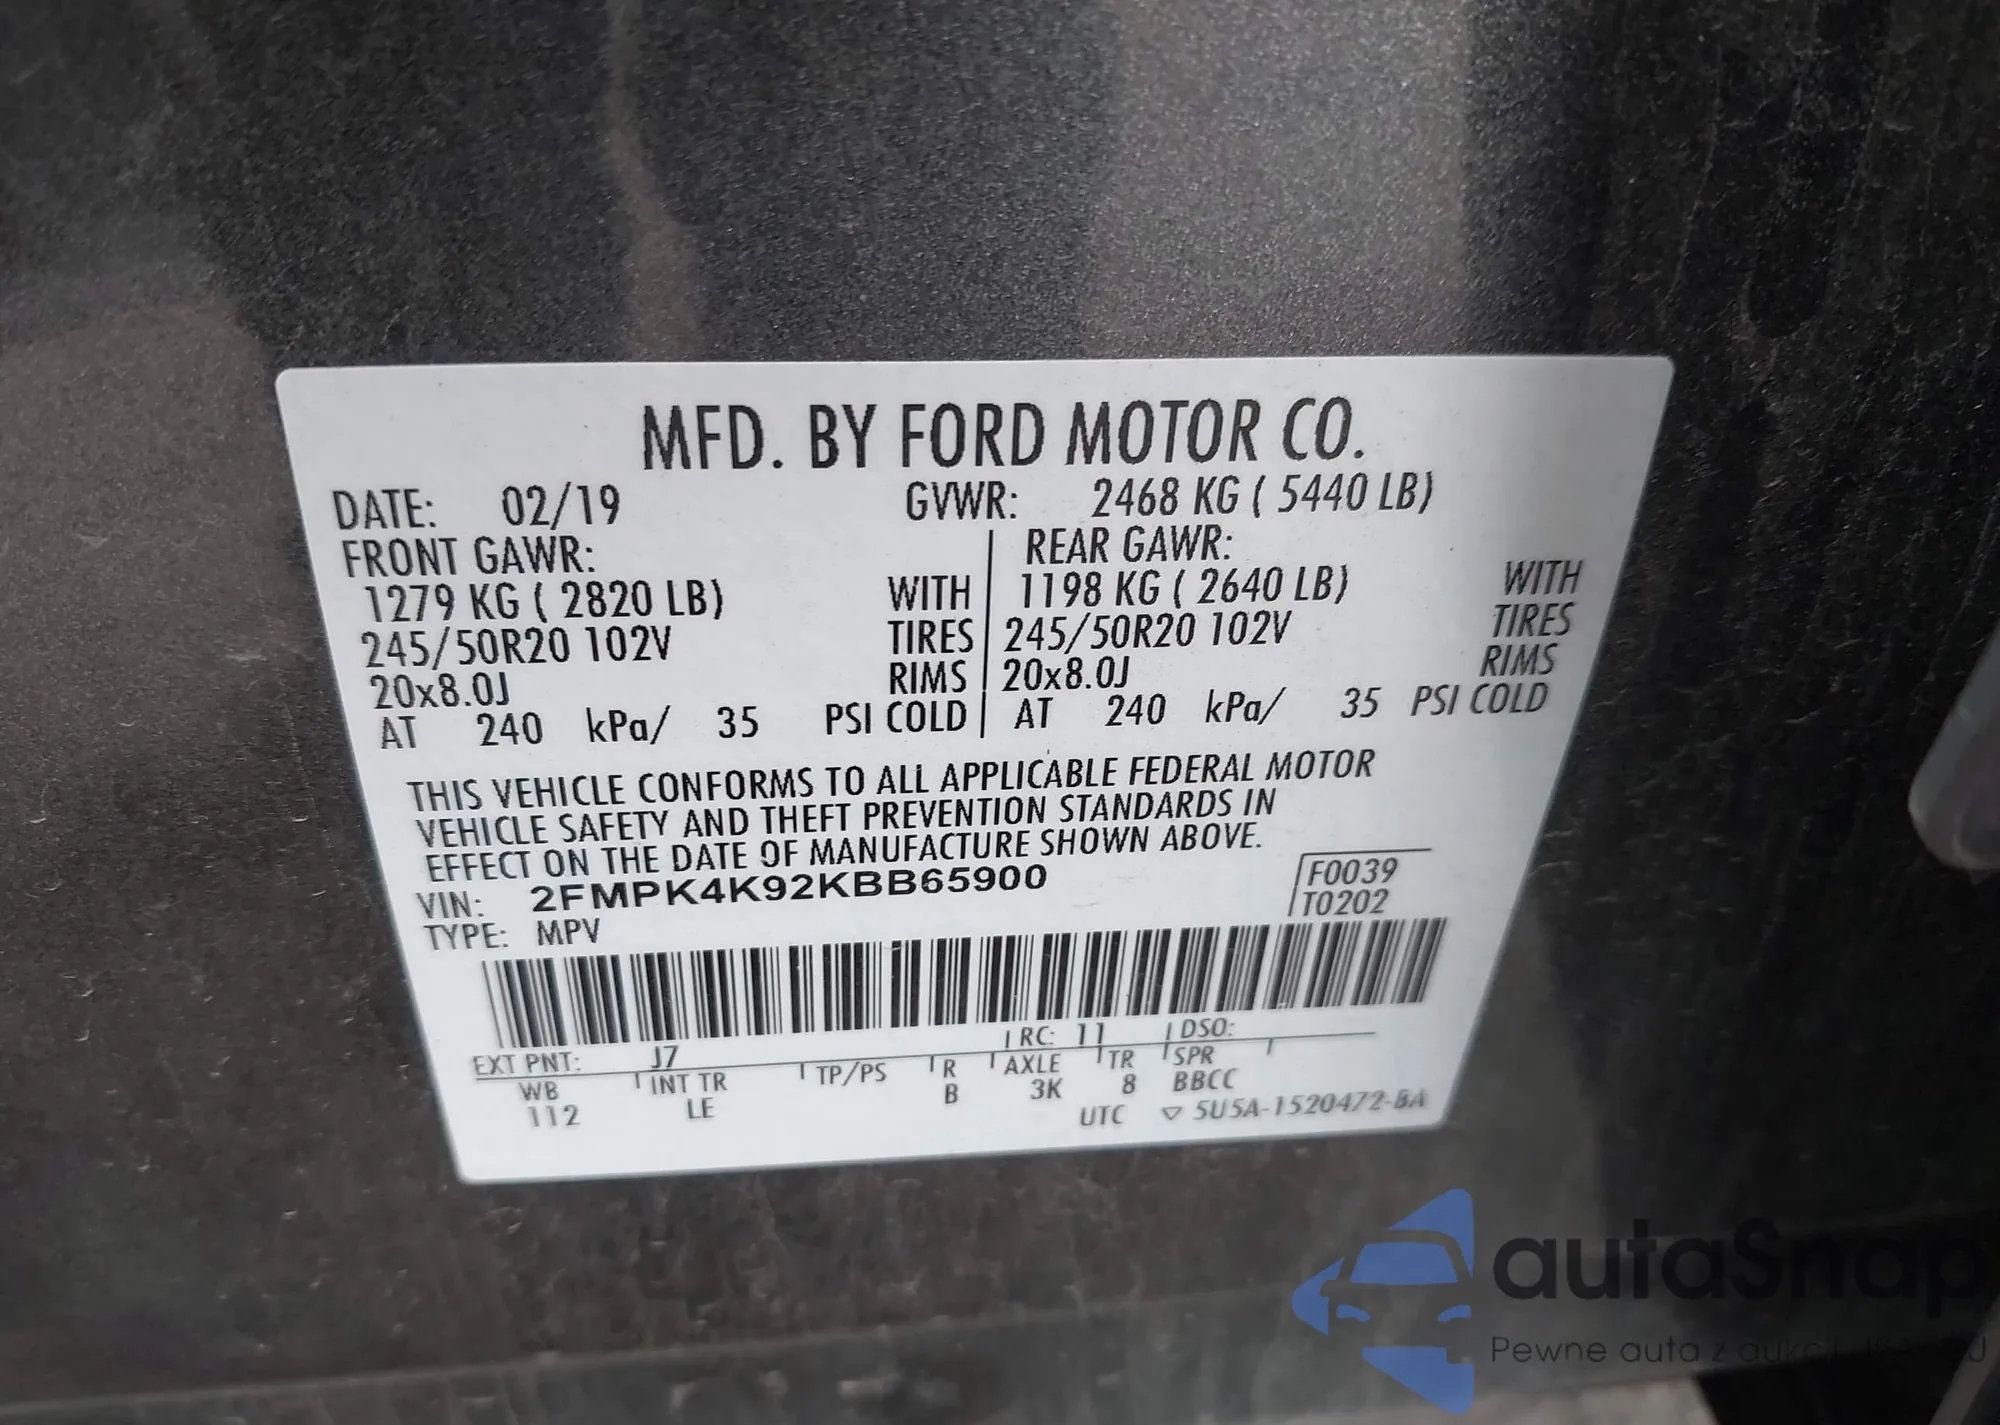 MFD. BY FORD MOTOR CO.
DATE: 02/19 GVWR: 2468 KG ( 5440 LB)
FRONT GAWR: REAR GAWR:
1279 KG ( 2820 LB) WITH 1198 KG ( 2640 LB) WITH
245/50R20 102V TIRES 245/50R20 102V TIRES
20x8.0J RIMS 20x8.0J RIMS
AT 240 kPa/ 35 PSI COLD AT 240 kPa/ 35 PSI COLD
THIS VEHICLE CONFORMS TO ALL APPLICABLE FEDERAL MOTOR
VEHICLE SAFETY AND THEFT PREVENTION STANDARDS IN
EFFECT ON THE DATE OF MANUFACTURE SHOWN ABOVE.
VIN: 2FMPK4K92KBB65900 F0039
TYPE: MPV T0202
EXT PNT: J7 RC: 11 DSO:
WB INT TR TP/PS R AXLE TR SPR
112 LE B 3K 8 BBCC
UTC ▽ 5U5A-1520472-BA
autaSnap
Pewne auta z